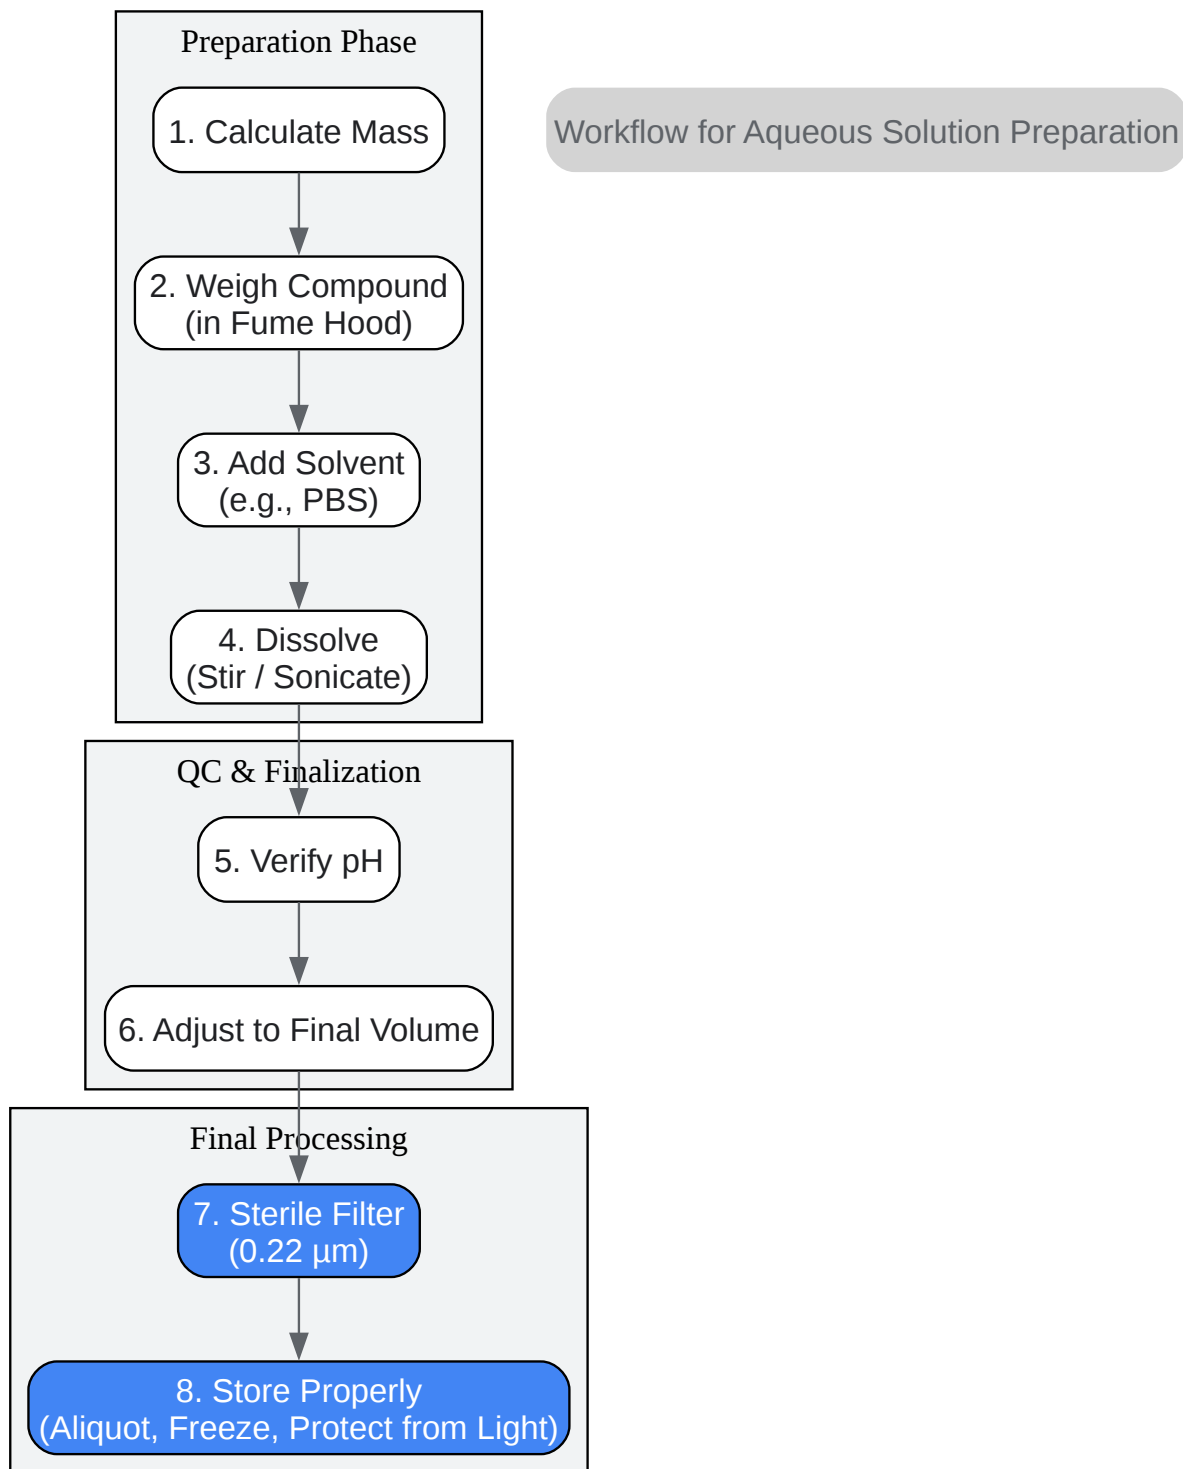 Preparation Phase
1. Calculate Mass
Workflow for Aqueous Solution Preparation
2. Weigh Compound
(in Fume Hood)
3. Add Solvent
(e.g., PBS)
4. Dissolve
(Stir / Sonicate)
QC & Finalization
5. Verify pH
6. Adjust to Final Volume
Final Processing
7. Sterile Filter
(0.22 µm)
8. Store Properly
(Aliquot, Freeze, Protect from Light)